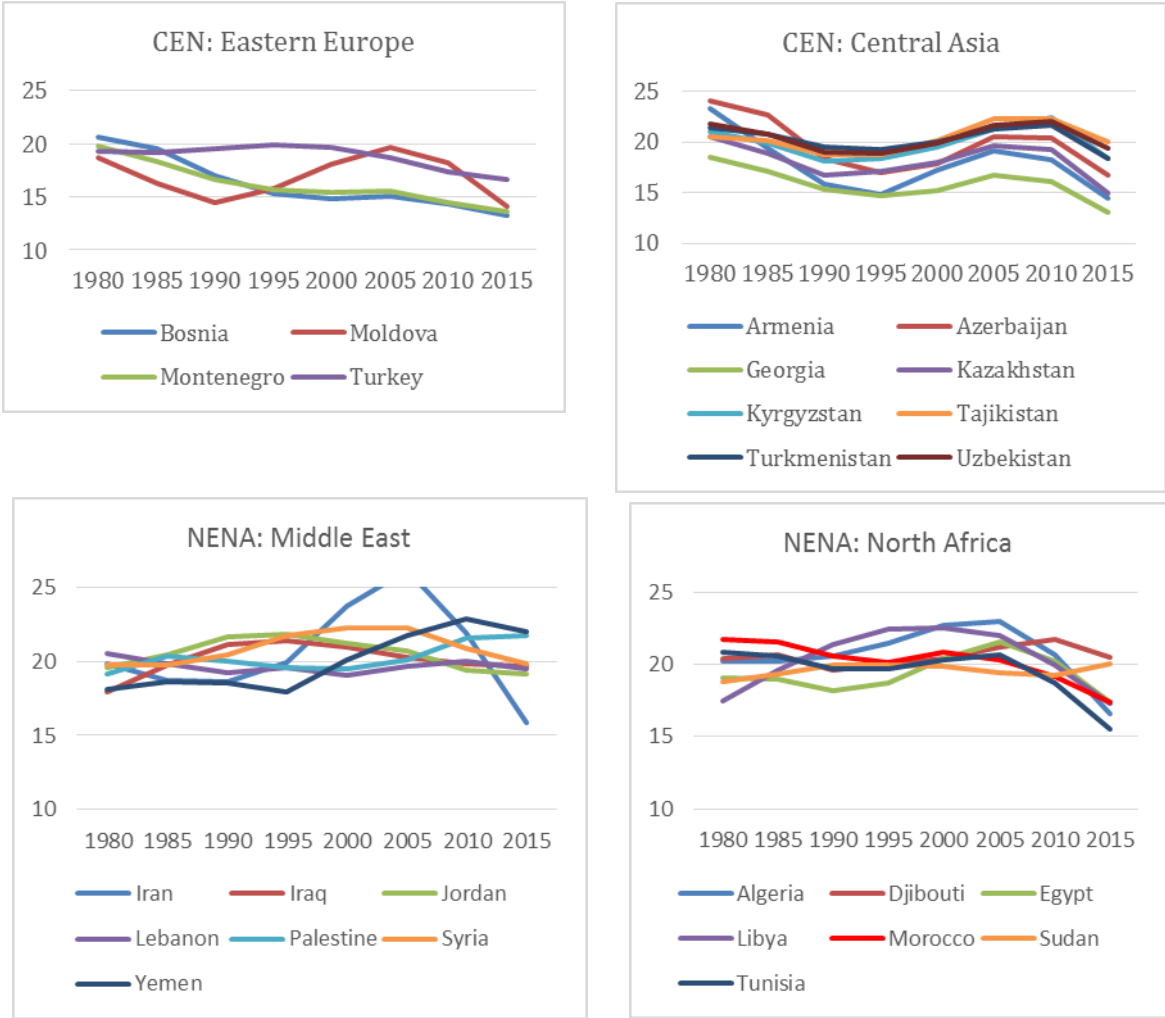 CEN: Eastern Europe
25
20
15
10
1980 1985 1990 1995 2000 2005 2010 2015
Bosnia Moldova
Montenegro Turkey
CEN: Central Asia
25
20
15
10
1980 1985 1990 1995 2000 2005 2010 2015
Armenia Azerbaijan
Georgia Kazakhstan
Kyrgyzstan Tajikistan
Turkmenistan Uzbekistan
NENA: Middle East
25
20
15
10
1980 1985 1990 1995 2000 2005 2010 2015
Iran Iraq Jordan
Lebanon Palestine Syria
Yemen
NENA: North Africa
25
20
15
10
1980 1985 1990 1995 2000 2005 2010 2015
Algeria Djibouti Egypt
Libya Morocco Sudan
Tunisia